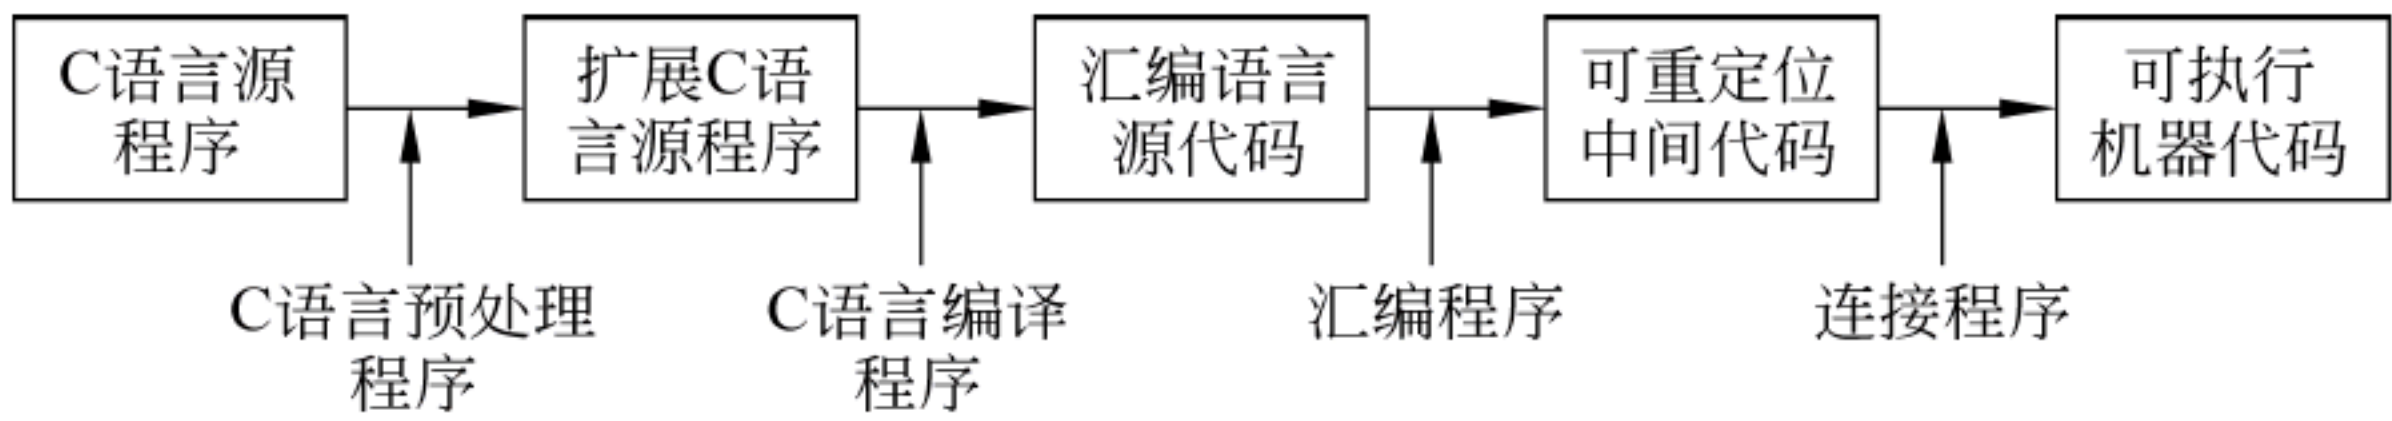 C语言源
程序
扩展C语
言源程序
汇编语言
源代码
可重定位
中间代码
可执行
机器代码
C语言预处理
程序
C语言编译
程序
汇编程序
连接程序